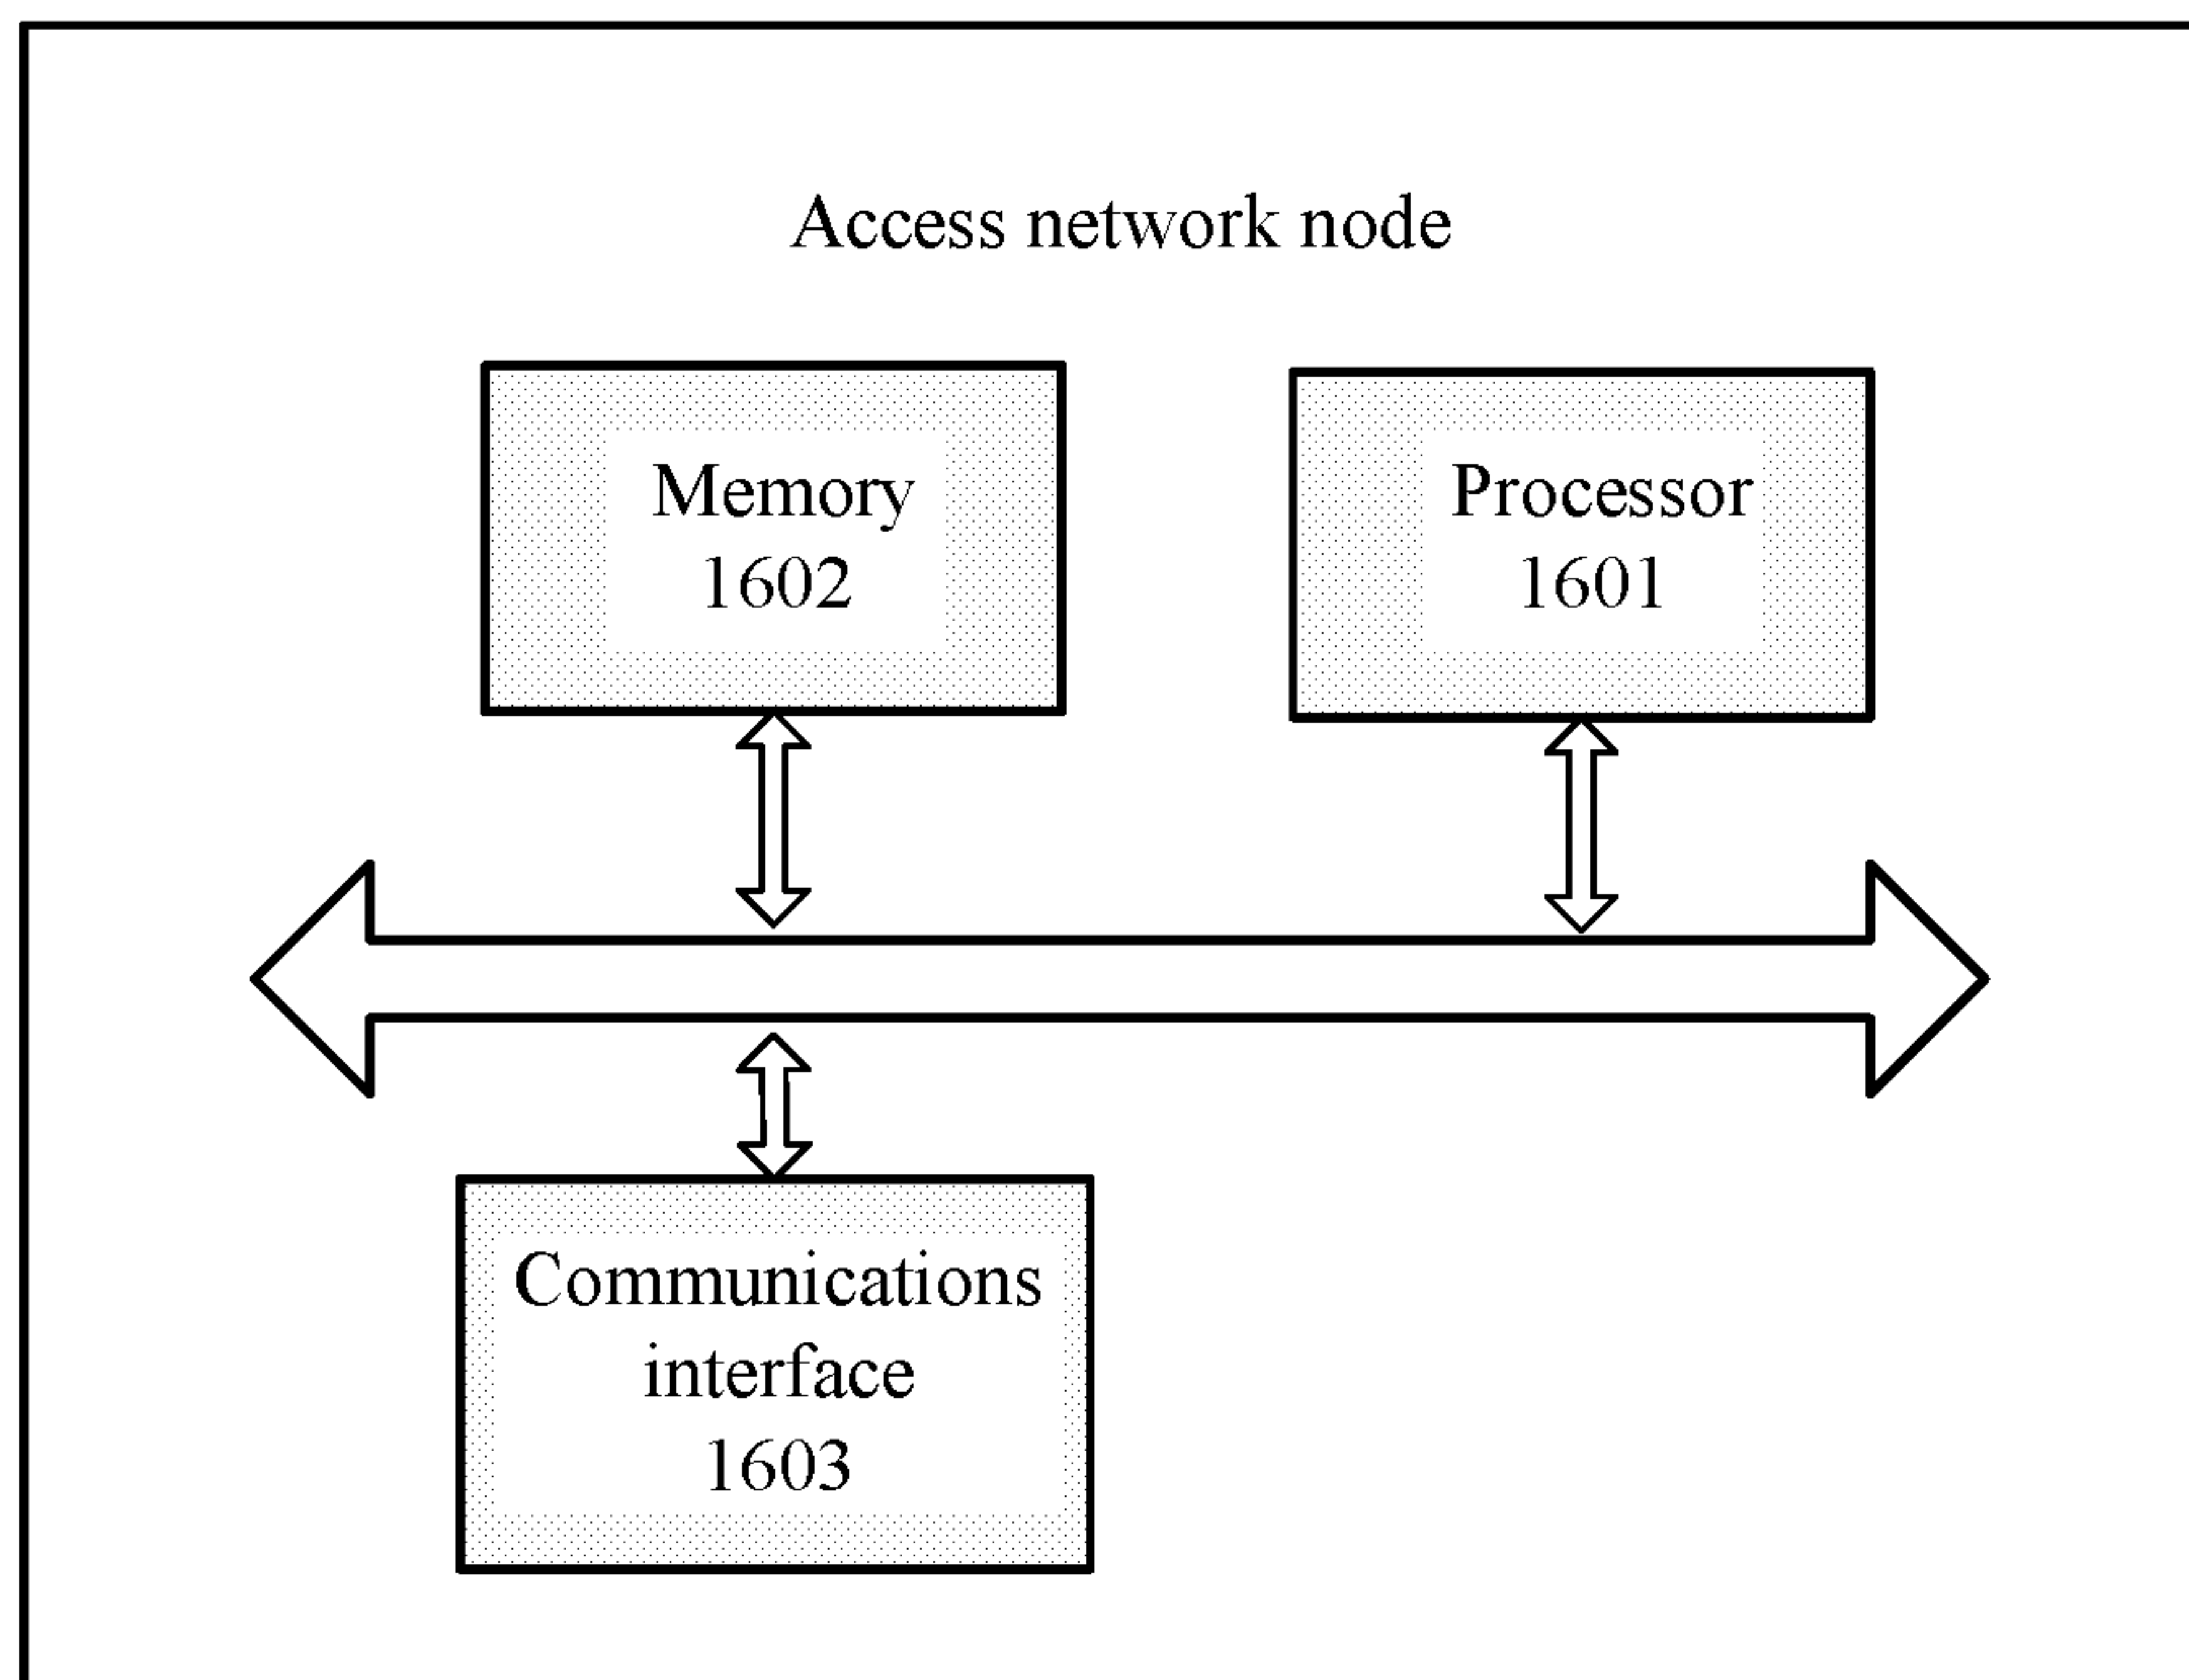 Access network node
Memory
1602
Processor
1601
Communications
interface
1603